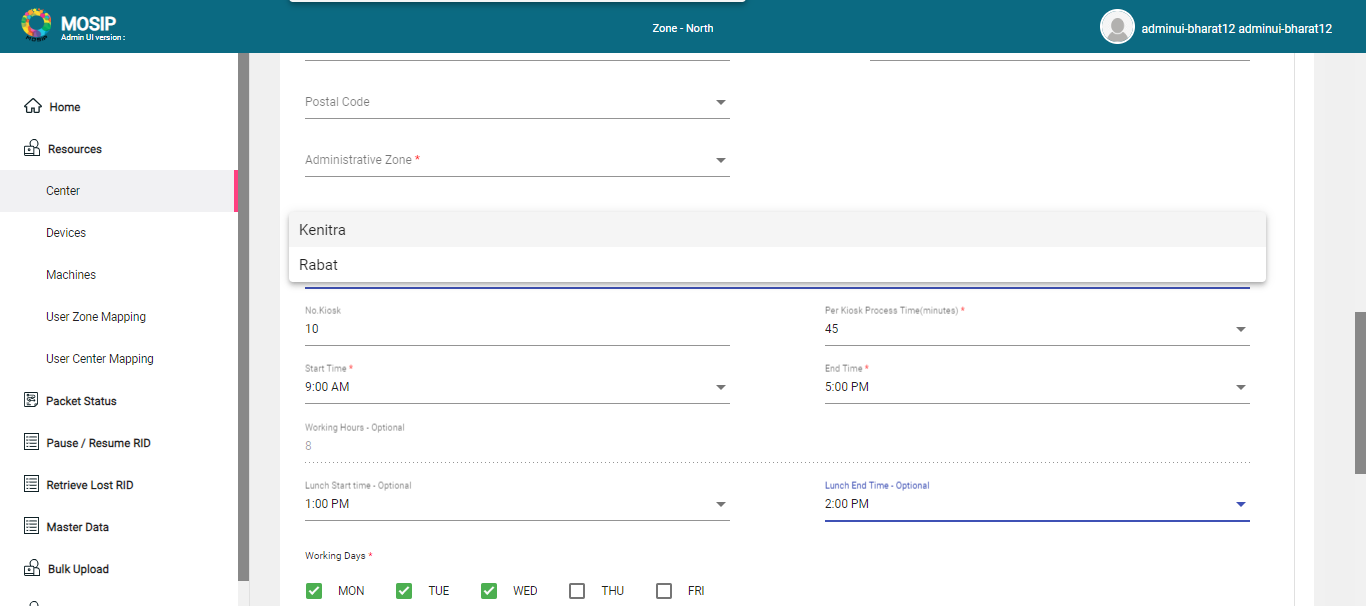 MOSIP
Admin UI version :
Zone - North
adminui-bharat12 adminui-bharat12
Home
Resources
Center
Devices
Machines
User Zone Mapping
User Center Mapping
Packet Status
Pause / Resume RID
Retrieve Lost RID
Master Data
Bulk Upload
Postal Code
Administrative Zone *
Kenitra
Rabat
No.Kiosk
10
Per Kiosk Process Time(minutes) *
45
Start Time *
9:00 AM
End Time *
5:00 PM
Working Hours - Optional
8
Lunch Start time - Optional
1:00 PM
Lunch End Time - Optional
2:00 PM
Working Days *
MON TUE WED THU FRI